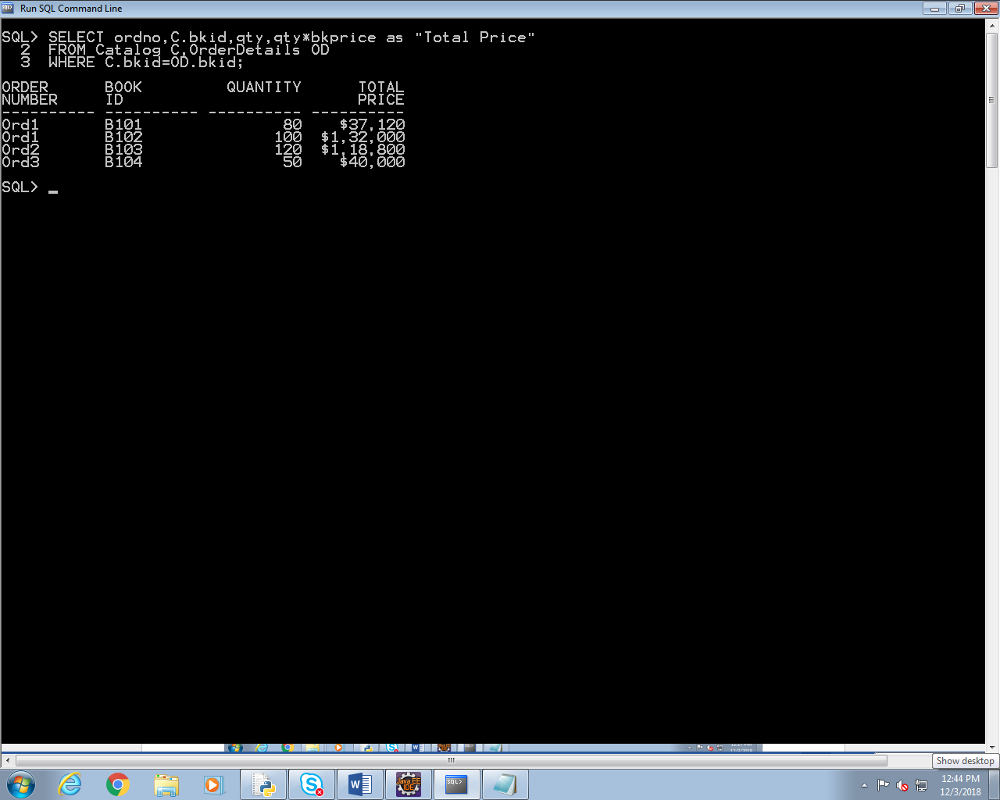 Run SQL Command Line
SQL> SELECT ordno,C.bkid,qty,qty*bkprice as "Total Price"
2 FROM Catalog C,OrderDetails OD
3 WHERE C.bkid=OD.bkid;
ORDER BOOK QUANTITY TOTAL
NUMBER ID PRICE
---------- ---------- ---------- ----------
Ord1 B101 80 $37,120
Ord1 B102 100 $1,32,000
Ord2 B103 120 $1,18,800
Ord3 B104 50 $40,000
SQL> _
Show desktop
Java EE
IDE
SQL>
12:44 PM
12/3/2018